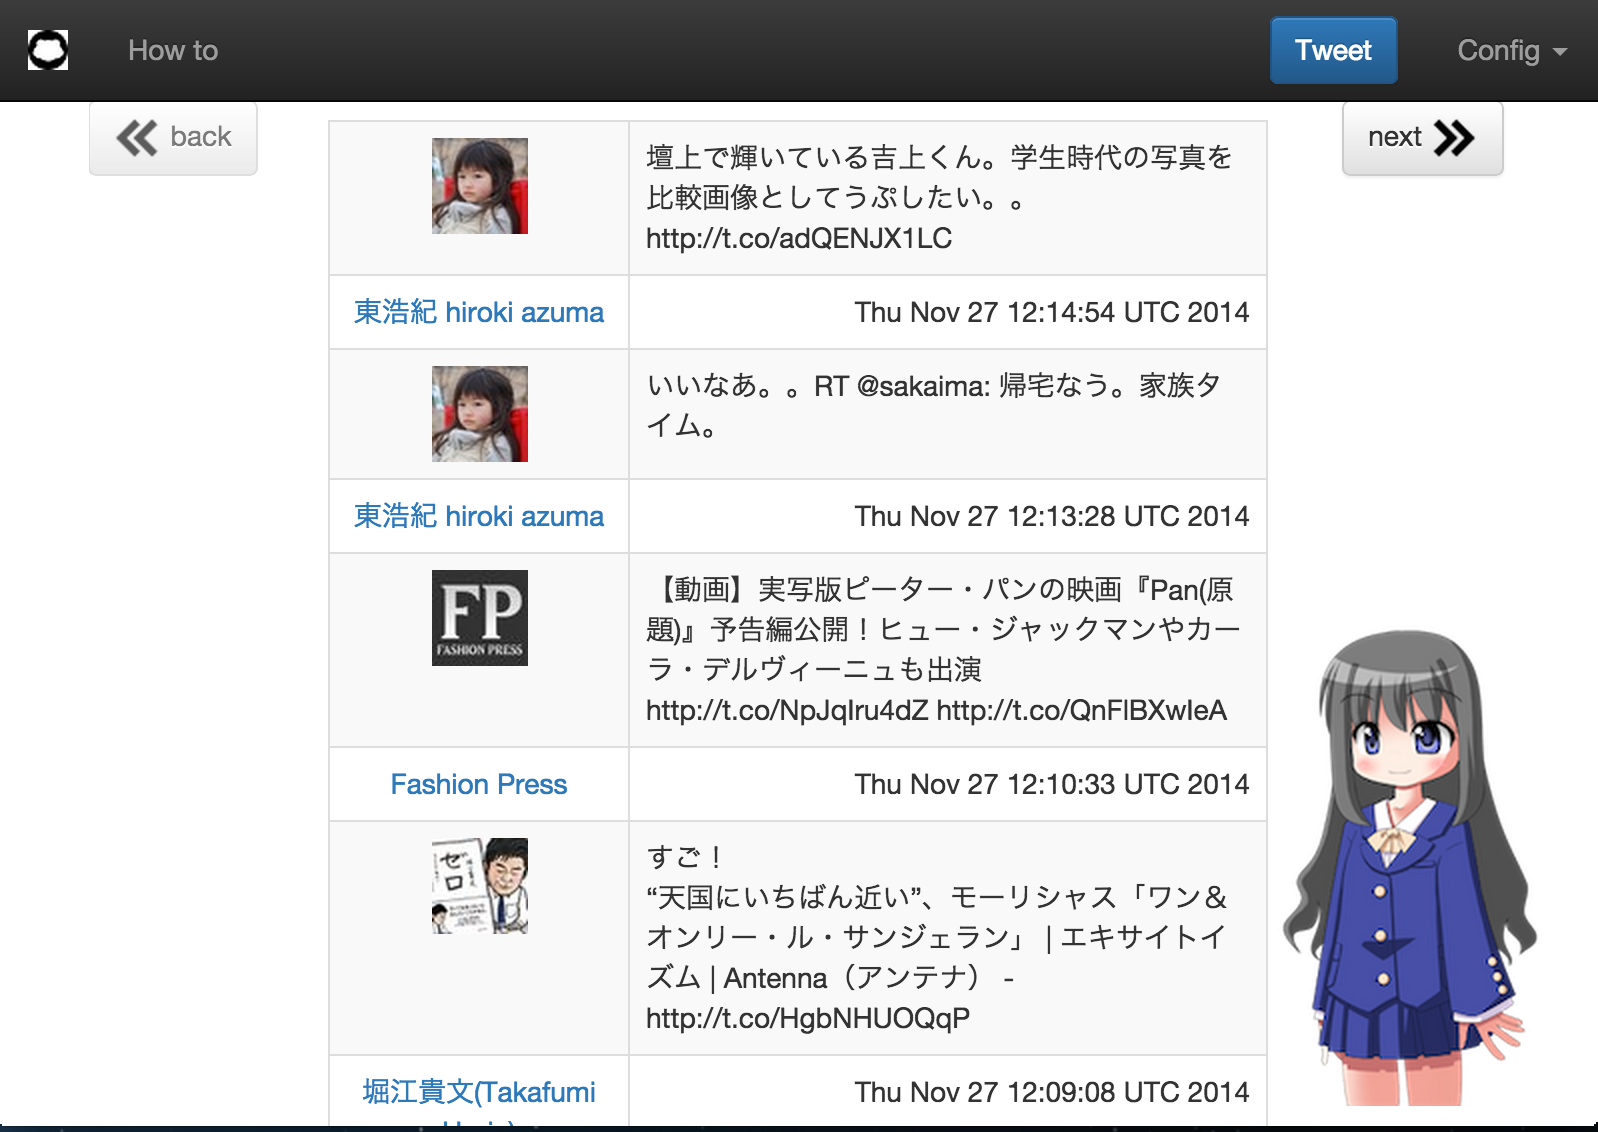 How to
Tweet
Config
back
next
壇上で輝いている吉上くん。学生時代の写真を
比較画像としてうぷしたい。。
http://t.co/adQENJX1LC
東浩紀 hiroki azuma
Thu Nov 27 12:14:54 UTC 2014
いいなあ。。RT @sakaima: 帰宅なう。家族タ
イム。
東浩紀 hiroki azuma
Thu Nov 27 12:13:28 UTC 2014
FP
FASHION PRESS
【動画】実写版ピーター・パンの映画『Pan(原
題)』予告編公開！ヒュー・ジャックマンやカー
ラ・デルヴィーニュも出演
http://t.co/NpJqIru4dZ http://t.co/QnFlBXwIeA
Fashion Press
Thu Nov 27 12:10:33 UTC 2014
ゼロ
すご！
“天国にいちばん近い”、モーリシャス「ワン＆
オンリー・ル・サンジェラン」 | エキサイトイ
ズム | Antenna（アンテナ） -
http://t.co/HgbNHUOQqP
堀江貴文(Takafumi
Thu Nov 27 12:09:08 UTC 2014